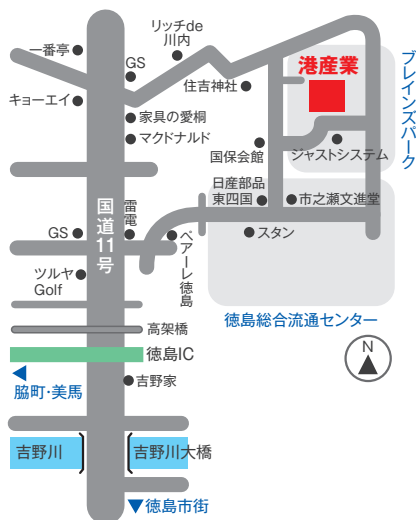 リッチde
川内
一番亭
GS
キョーエイ
住吉神社
港産業
ブレインズパーク
家具の愛桐
マクドナルド
国保会館
ジャストシステム
日産部品
東四国
市之瀬文進堂
国道11号
雷電
GS
ペアーレ徳島
スタン
ツルヤ
Golf
徳島総合流通センター
高架橋
徳島IC
N
脇町・美馬
吉野家
吉野川
吉野川大橋
徳島市街